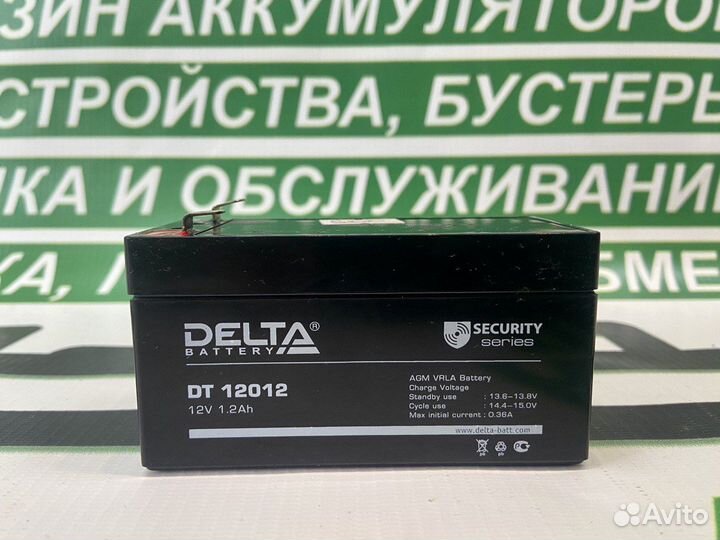 ЗИН АККУМУЛЯТОРО
СТРОЙСТВА, БУСТЕРЫ
КА И ОБСЛУЖИВАНИ
КА,
БМЕ
DELTA®
BATTERY
DT 12012
12V 1.2Ah
SECURITY
series
AGM VRLA Battery
Charge Voltage
Standby use : 13.6-13.8V
Cycle use : 14.4-15.0V
Max initial current : 0.36A
www.delta-batt.com
Avito